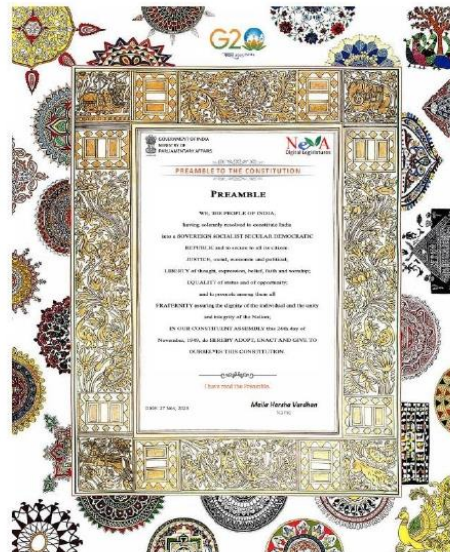 G20
GOVERNMENT OF INDIA
MINISTRY OF
PARLIAMENTARY AFFAIRS
NeVA
Digital Legislatures
PREAMBLE TO THE CONSTITUTION
PREAMBLE
WE, THE PEOPLE OF INDIA,
having solemnly resolved to constitute India
into a SOVEREIGN SOCIALIST SECULAR DEMOCRATIC
REPUBLIC and to secure to all its citizens
JUSTICE, social, economic and political;
LIBERTY of thought, expression, belief, faith and worship;
EQUALITY of status and of opportunity;
and to promote among them all
FRATERNITY assuring the dignity of the individual and the unity
and integrity of the Nation;
IN OUR CONSTITUENT ASSEMBLY this 26th day of
November, 1949, do HEREBY ADOPT, ENACT AND GIVE TO
OURSELVES THIS CONSTITUTION
I have read the Preamble.
Malle Harsha Vardhan